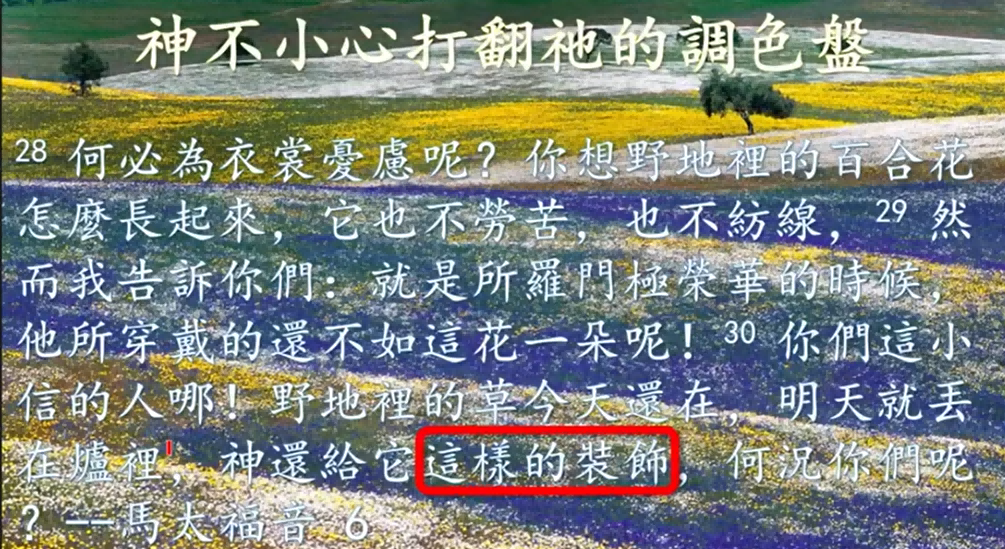 神不小心打翻祂的調色盤
28 何必為衣裳憂慮呢？你想野地裡的百合花
怎麼長起來，它也不勞苦，也不紡線，29 然
而我告訴你們：就是所羅門極榮華的時候，
他所穿戴的還不如這花一朵呢！30 你們這小
信的人哪！野地裡的草今天還在，明天就丟
在爐裡，神還給它這樣的裝飾，何況你們呢
？——馬太福音 6